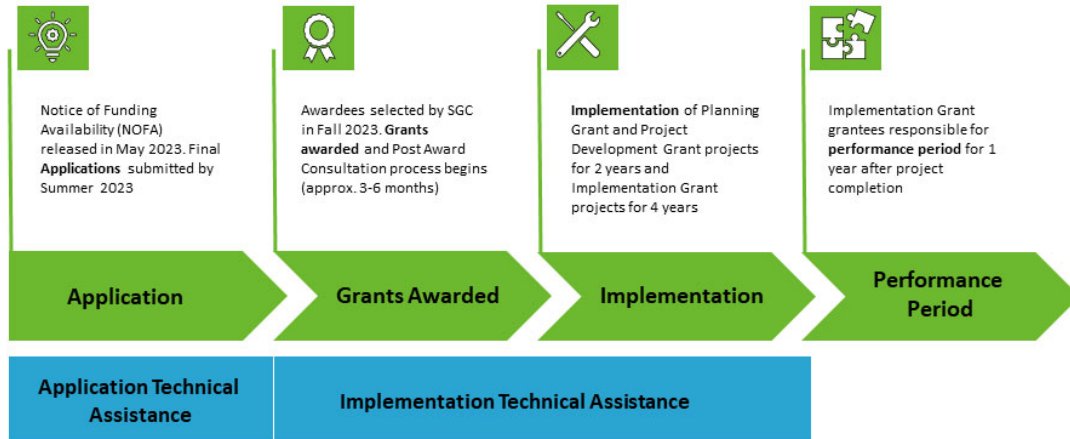 Notice of Funding
Availability (NOFA)
released in May 2023. Final
Applications submitted by
Summer 2023
Awardees selected by SGC
in Fall 2023. Grants
awarded and Post Award
Consultation process begins
(approx. 3-6 months)
Implementation of Planning
Grant and Project
Development Grant projects
for 2 years and
Implementation Grant
projects for 4 years
Implementation Grant
grantees responsible for
performance period for 1
year after project
completion
Application
Grants Awarded
Implementation
Performance
Period
Application Technical
Assistance
Implementation Technical Assistance